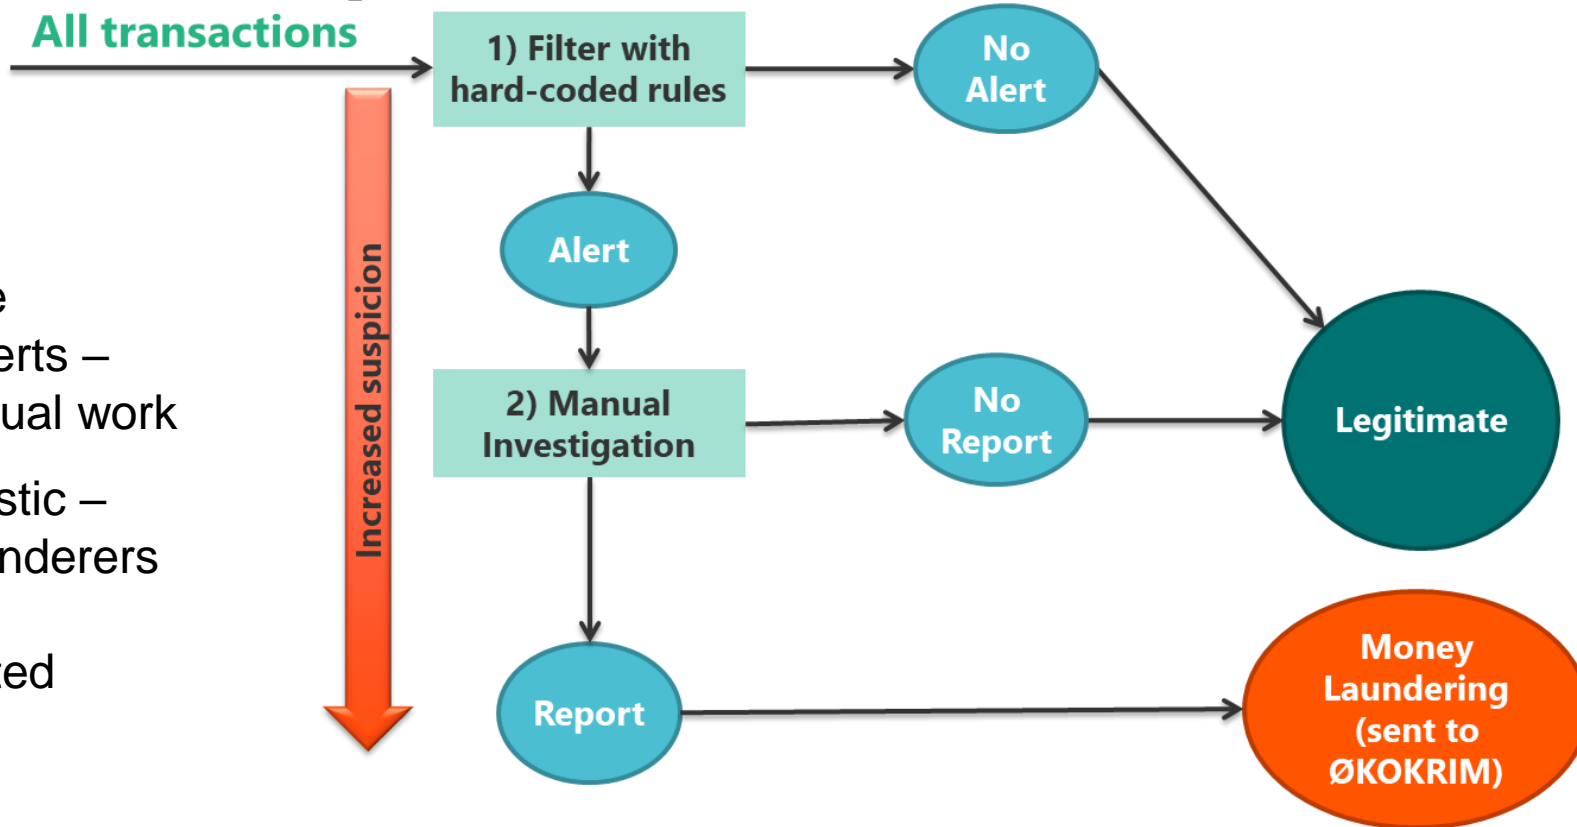 All transactions
1) Filter with
hard-coded rules
No
Alert
Alert
Increased suspicion
erts –
ual work
stic –
nderers
ted
2) Manual
Investigation
No
Report
Legitimate
Report
Money
Laundering
(sent to
ØKOKRIM)